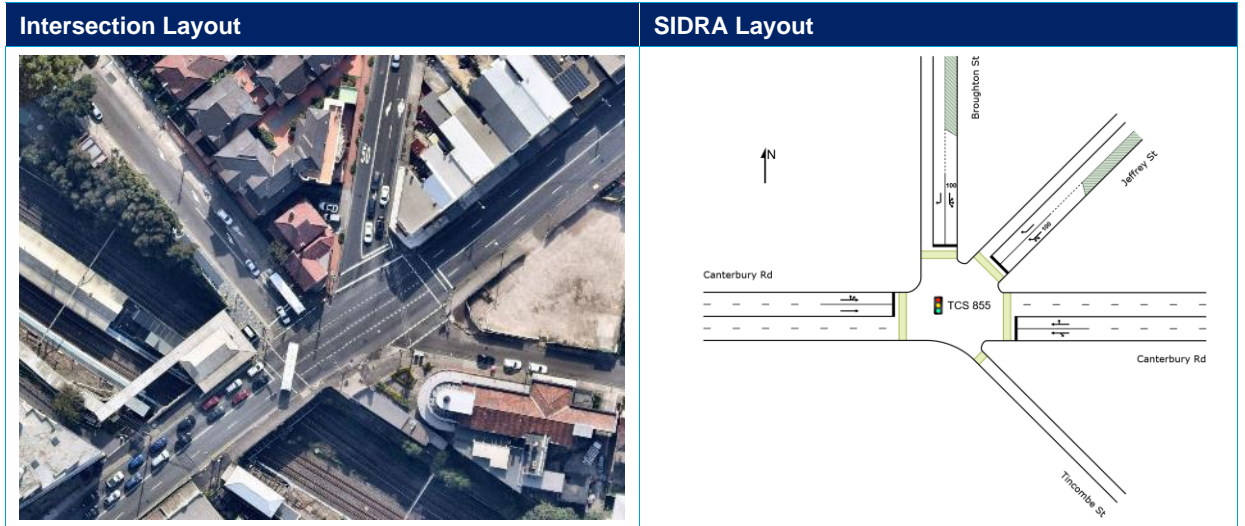 Intersection Layout
SIDRA Layout
Broughton St
N
Jeffrey St
100
100
Canterbury Rd
TCS 855
Canterbury Rd
Tincombe St